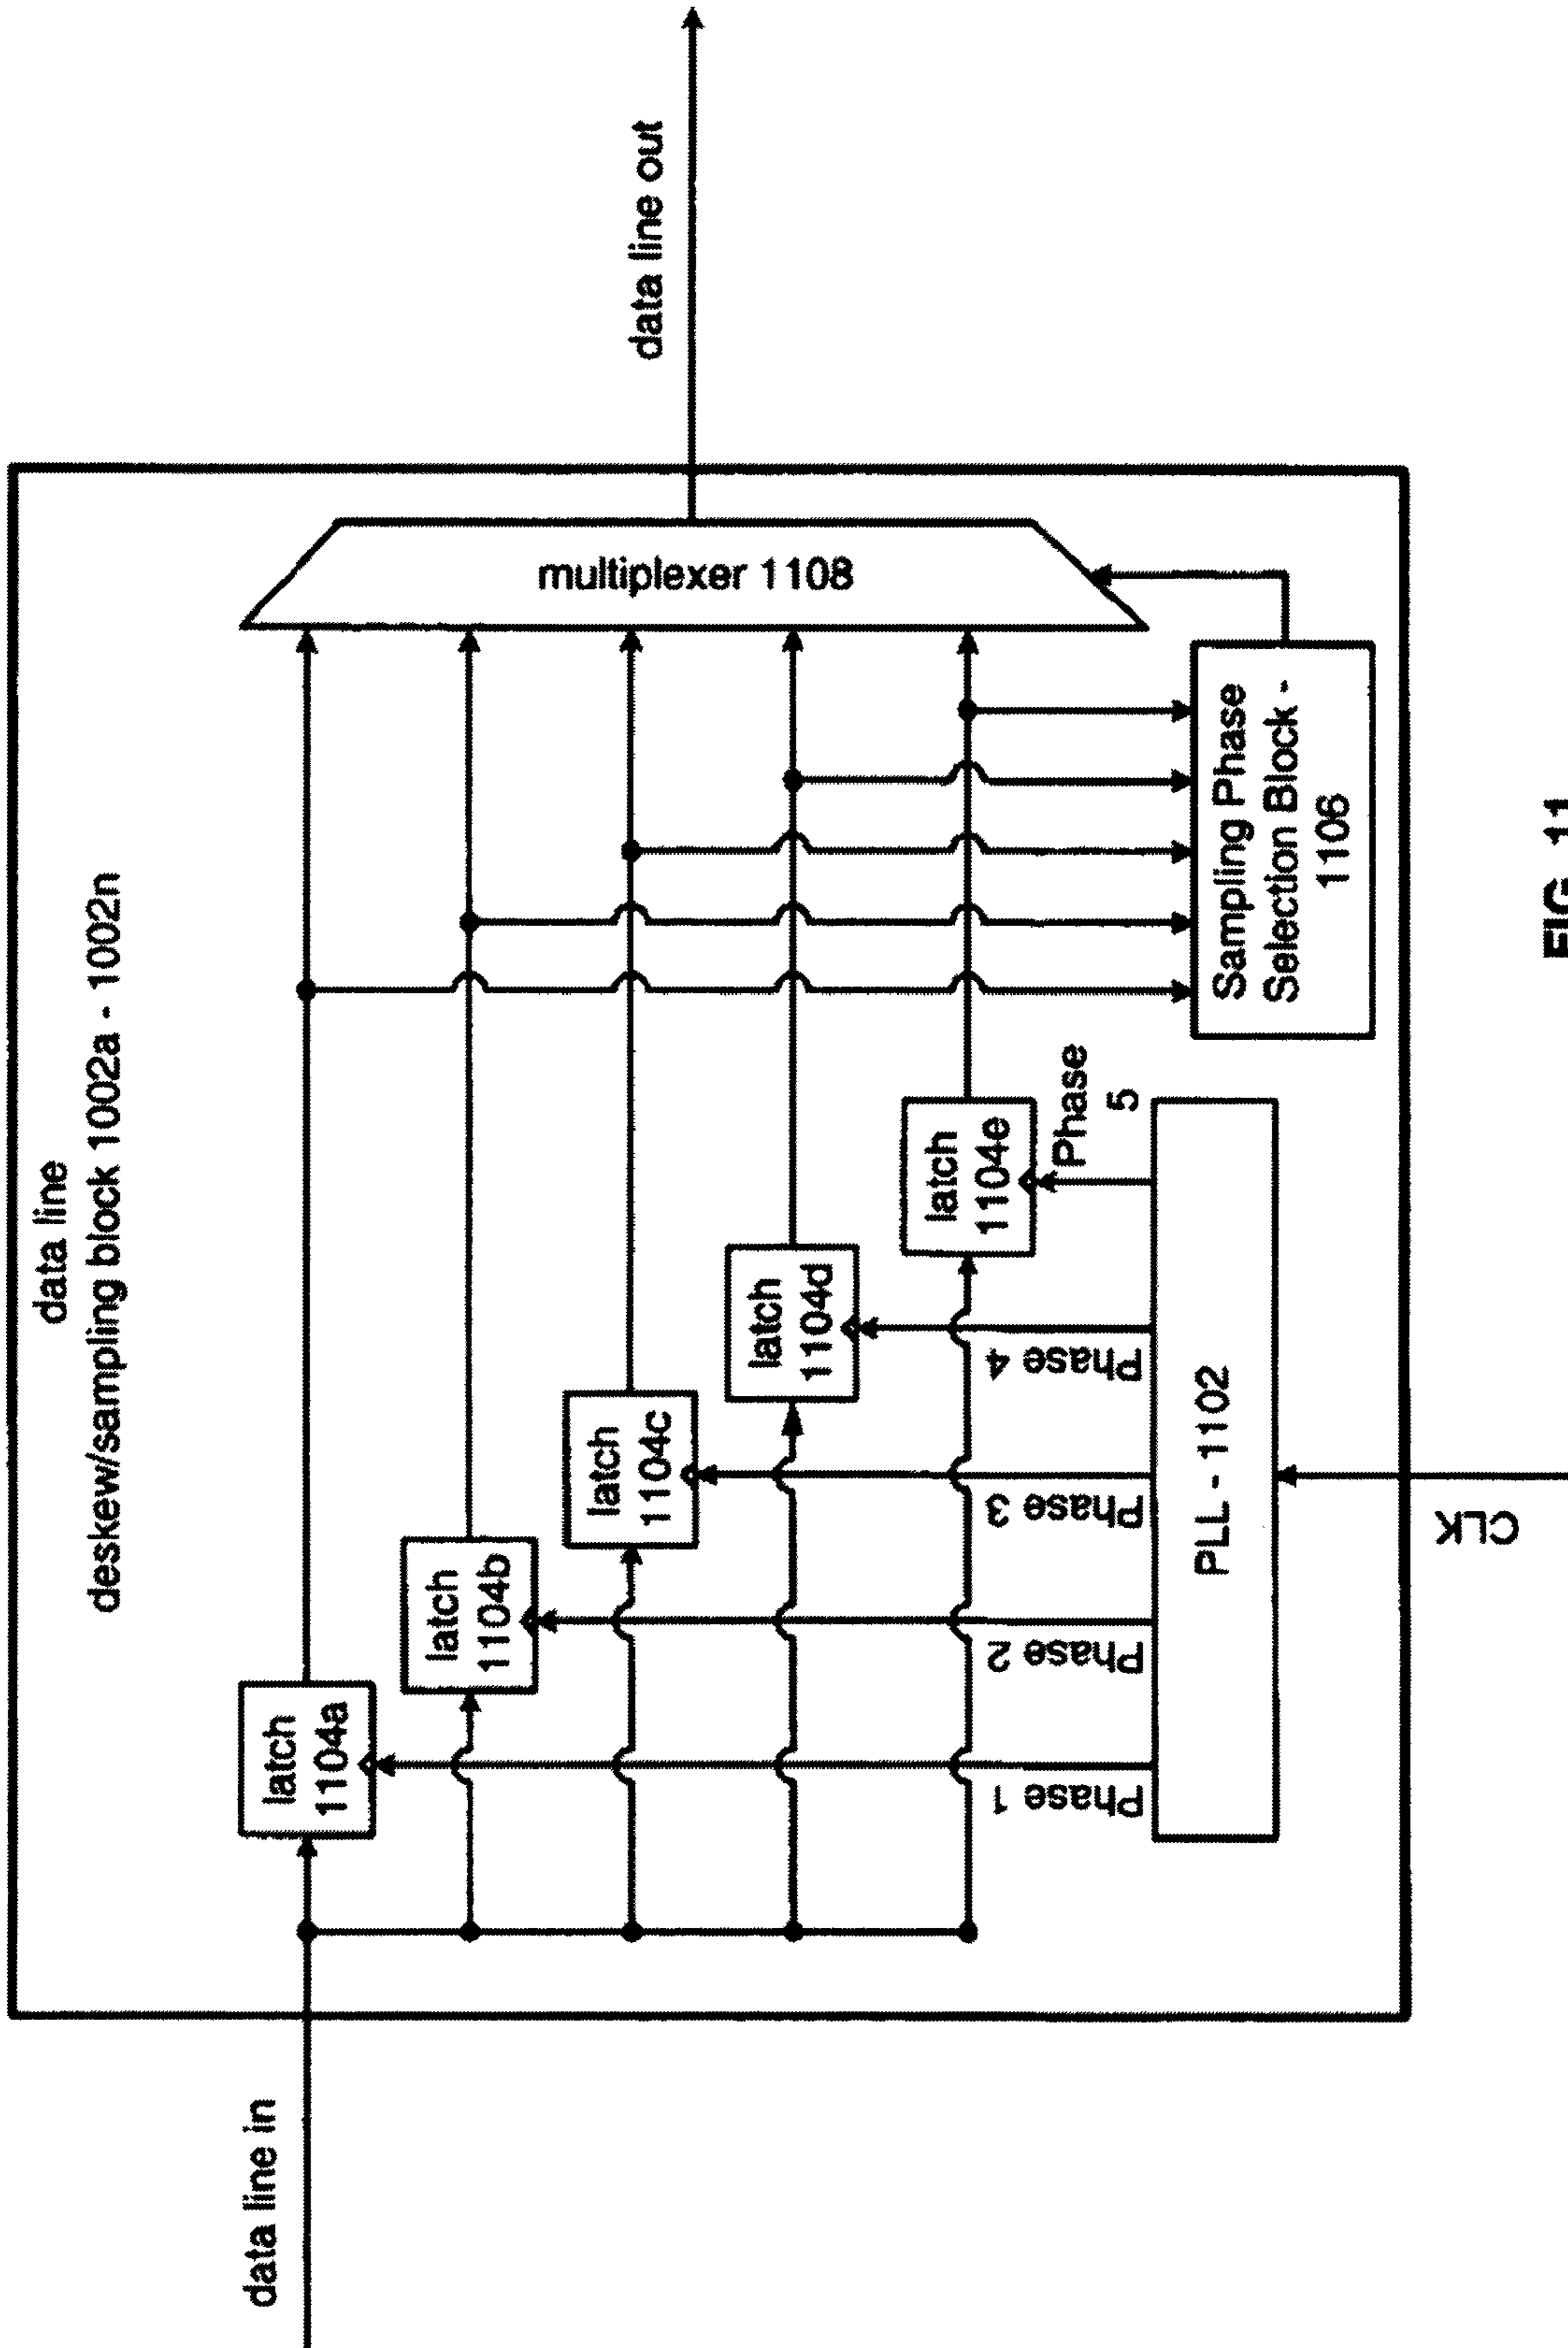 data line
deskew/sampling block 1002a - 1002n
data line in
data line out
latch
1104a
latch
1104b
latch
1104c
latch
1104d
latch
1104e
multiplexer 1108
Phase 1
Phase 2
Phase 3
Phase 4
Phase
5
Sampling Phase
Selection Block -
1106
PLL - 1102
CLK
FIG. 11